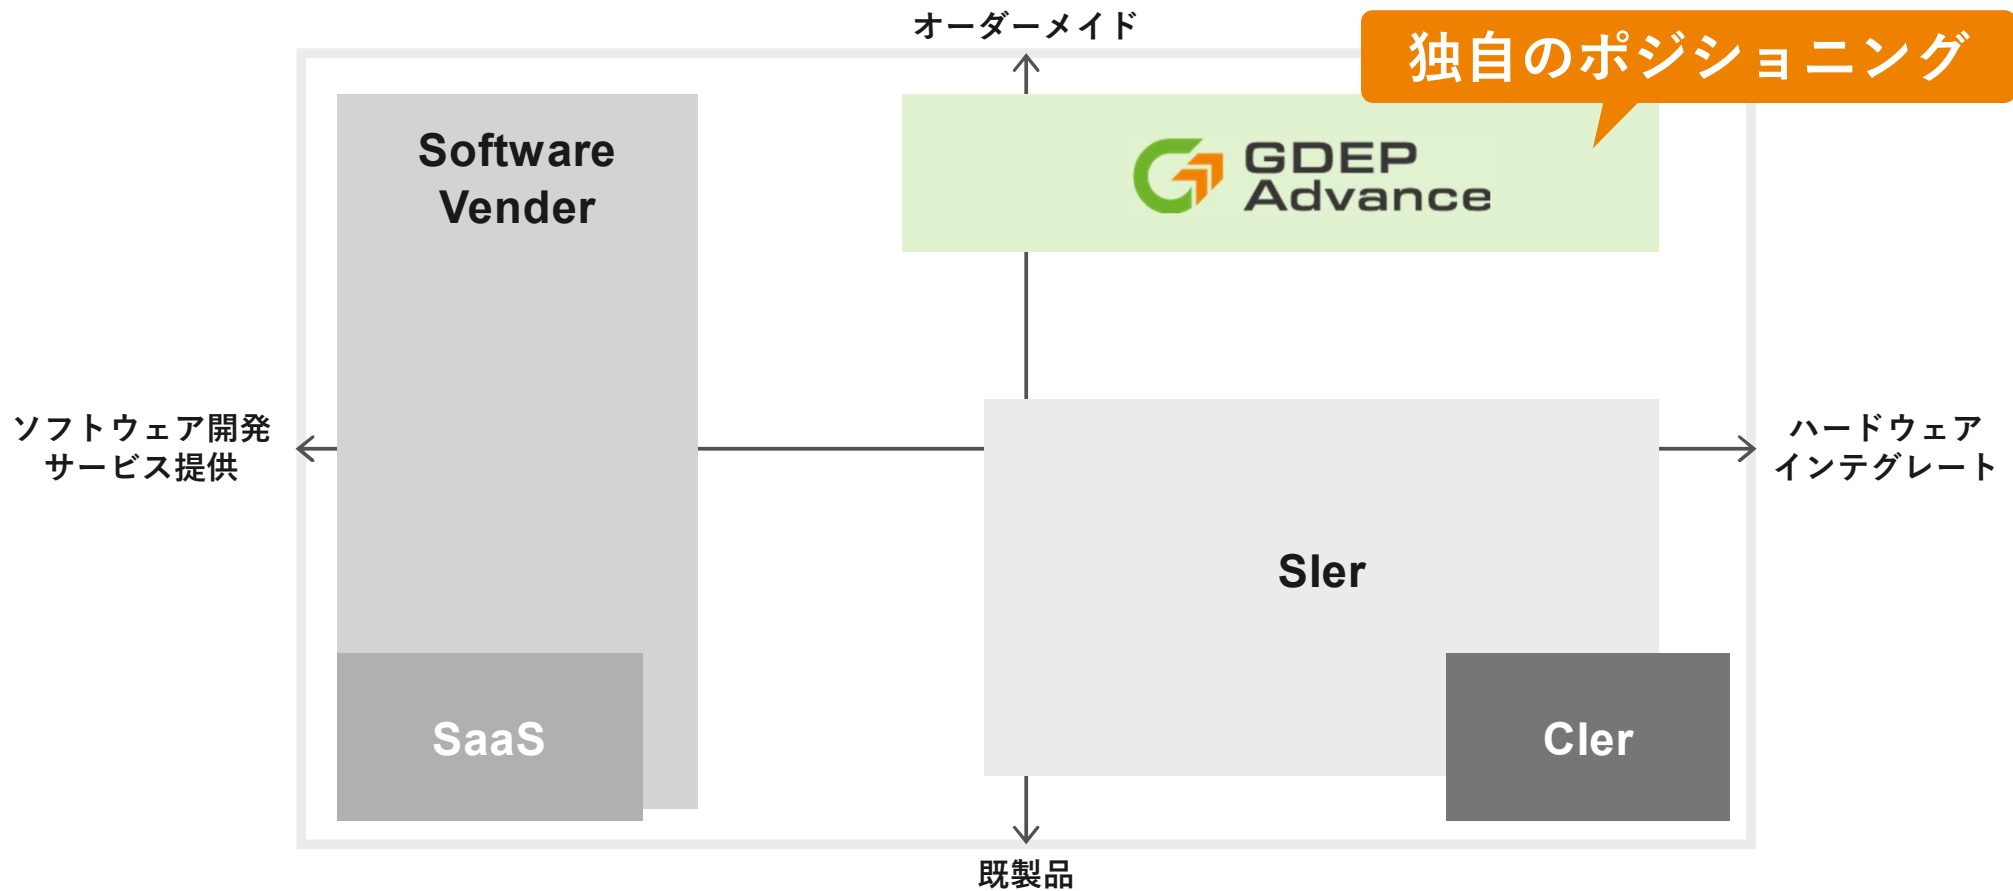 オーダーメイド
独自のポジショニング
Software
Vender
GDEP
Advance
ソフトウェア開発
サービス提供
ハードウェア
インテグレート
SIer
SaaS
CIer
既製品